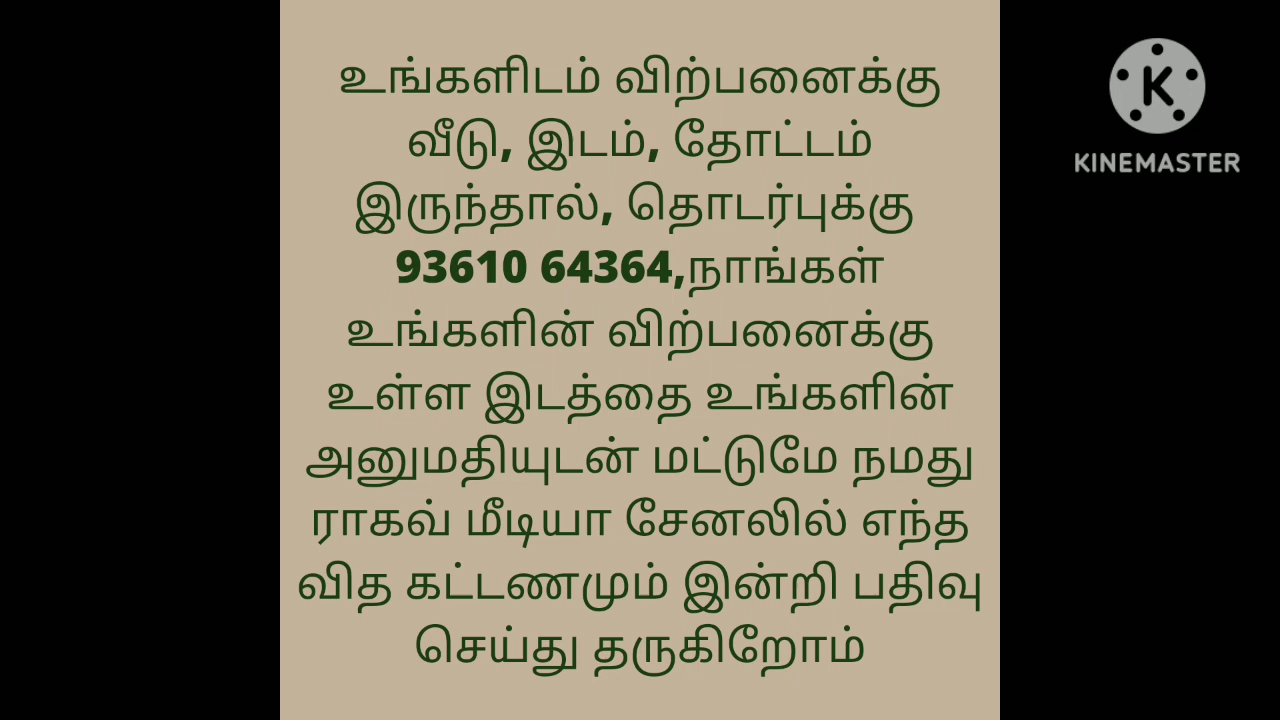 உங்களிடம் விற்பனைக்கு
வீடு, இடம், தோட்டம்
இருந்தால், தொடர்புக்கு
93610 64364,நாங்கள்
உங்களின் விற்பனைக்கு
உள்ள இடத்தை உங்களின்
அனுமதியுடன் மட்டுமே நமது
ராகவ் மீடியா சேனலில் எந்த
வித கட்டணமும் இன்றி பதிவு
செய்து தருகிறோம்
K
KINEMASTER